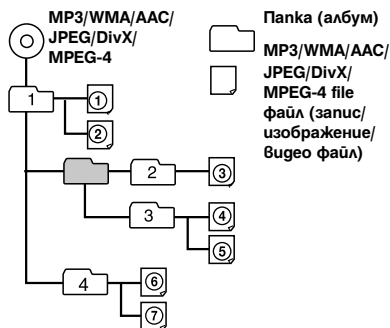 MP3/WMA/AAC/
JPEG/DivX/
MPEG-4
Папка (албум)
MP3/WMA/AAC/
JPEG/DivX/
MPEG-4 file
файл (запис/
изображение/
видео файл)
1
①
②
2
③
3
④
⑤
4
⑥
⑦